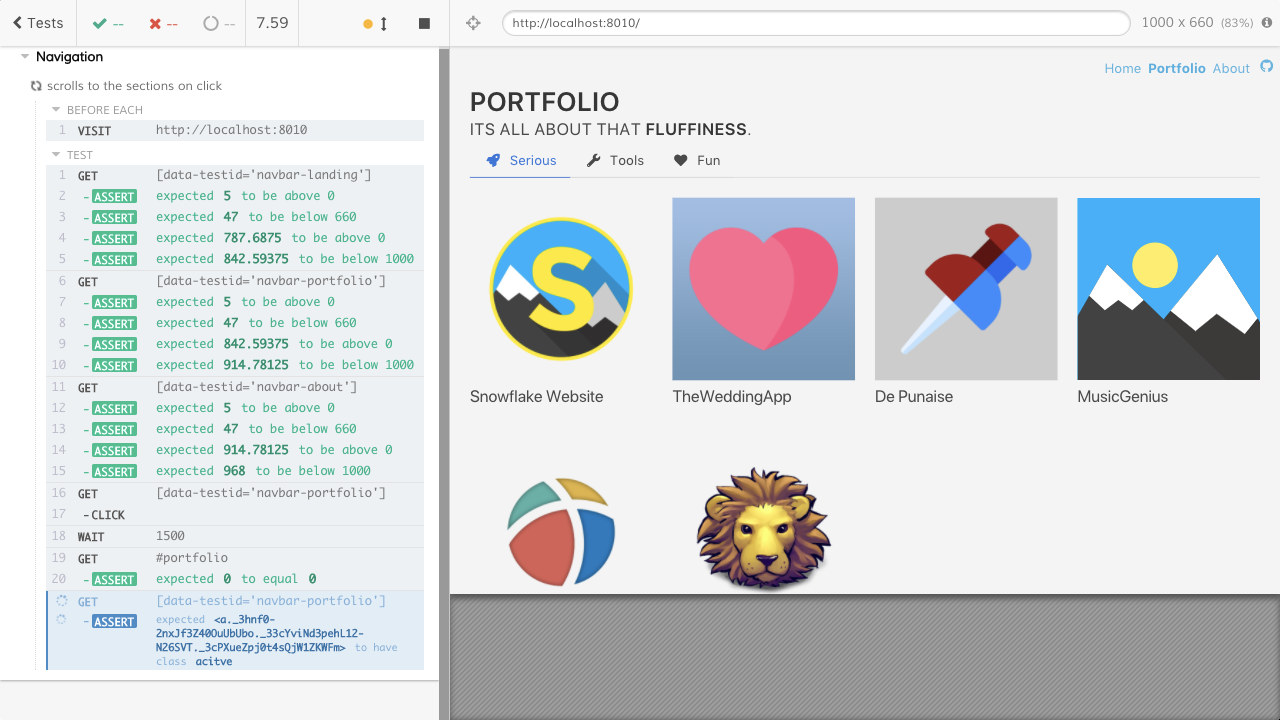 Tests
--
--
--
7.59
http://localhost:8010/
1000 x 660 (83%)
Navigation
scrolls to the sections on click
BEFORE EACH
1 VISIT http://localhost:8010
TEST
1 GET [data-testid='navbar-landing']
2 - ASSERT expected 5 to be above 0
3 - ASSERT expected 47 to be below 660
4 - ASSERT expected 787.6875 to be above 0
5 - ASSERT expected 842.59375 to be below 1000
6 GET [data-testid='navbar-portfolio']
7 - ASSERT expected 5 to be above 0
8 - ASSERT expected 47 to be below 660
9 - ASSERT expected 842.59375 to be above 0
10 - ASSERT expected 914.78125 to be below 1000
11 GET [data-testid='navbar-about']
12 - ASSERT expected 5 to be above 0
13 - ASSERT expected 47 to be below 660
14 - ASSERT expected 914.78125 to be above 0
15 - ASSERT expected 968 to be below 1000
16 GET [data-testid='navbar-portfolio']
17 - CLICK
18 WAIT 1500
19 GET #portfolio
20 - ASSERT expected 0 to equal 0
GET [data-testid='navbar-portfolio']
- ASSERT expected <a._3hnf0-
2nxJf3Z40OuUbUbo._33cYviNd3pehL12-
N26SVT._3cPXueZpj0t4sQjW1ZKWFm> to have
class acitve
Home Portfolio About
PORTFOLIO
ITS ALL ABOUT THAT FLUFFINESS.
Serious Tools Fun
S
Snowflake Website TheWeddingApp De Punaise MusicGenius